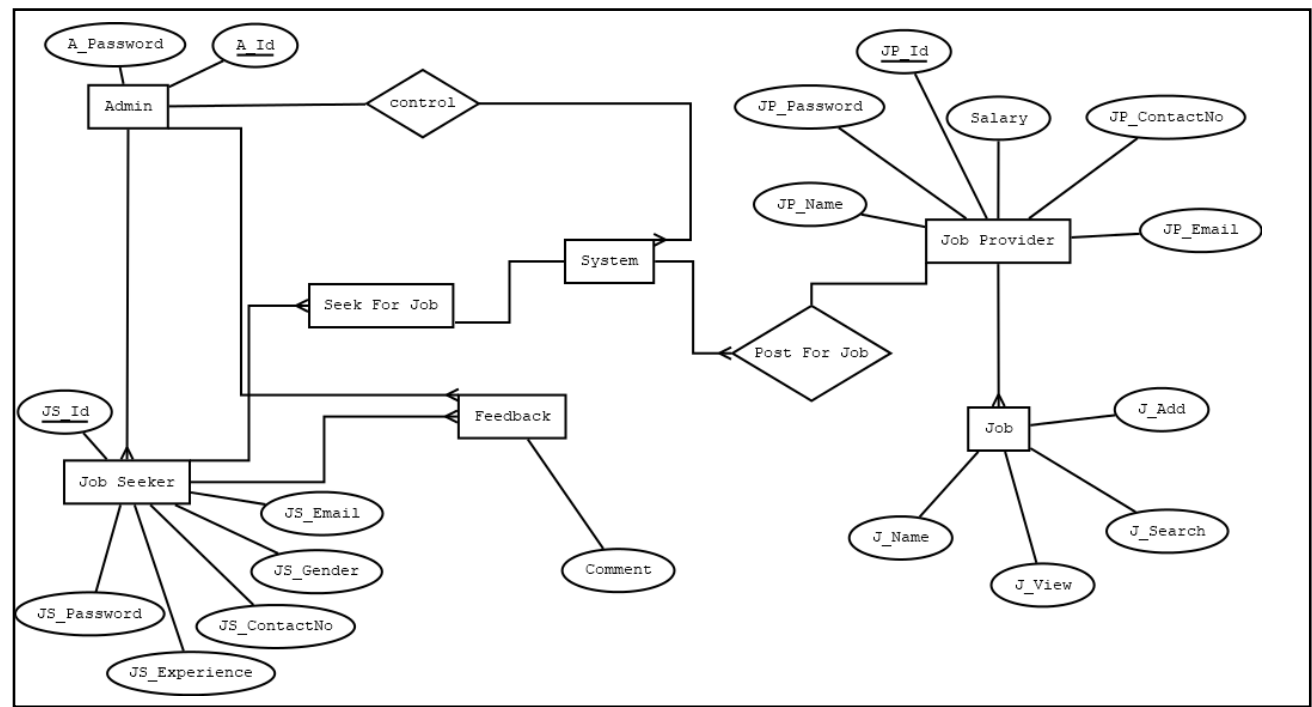 A_Password
A_Id
Admin
control
JP_Id
JP_Password
Salary
JP_ContactNo
JP_Name
JP_Email
Job Provider
System
Seek For Job
Post For Job
JS_Id
Feedback
Job
J_Add
Job Seeker
JS_Email
J_Name
J_Search
JS_Gender
Comment
J_View
JS_Password
JS_ContactNo
JS_Experience